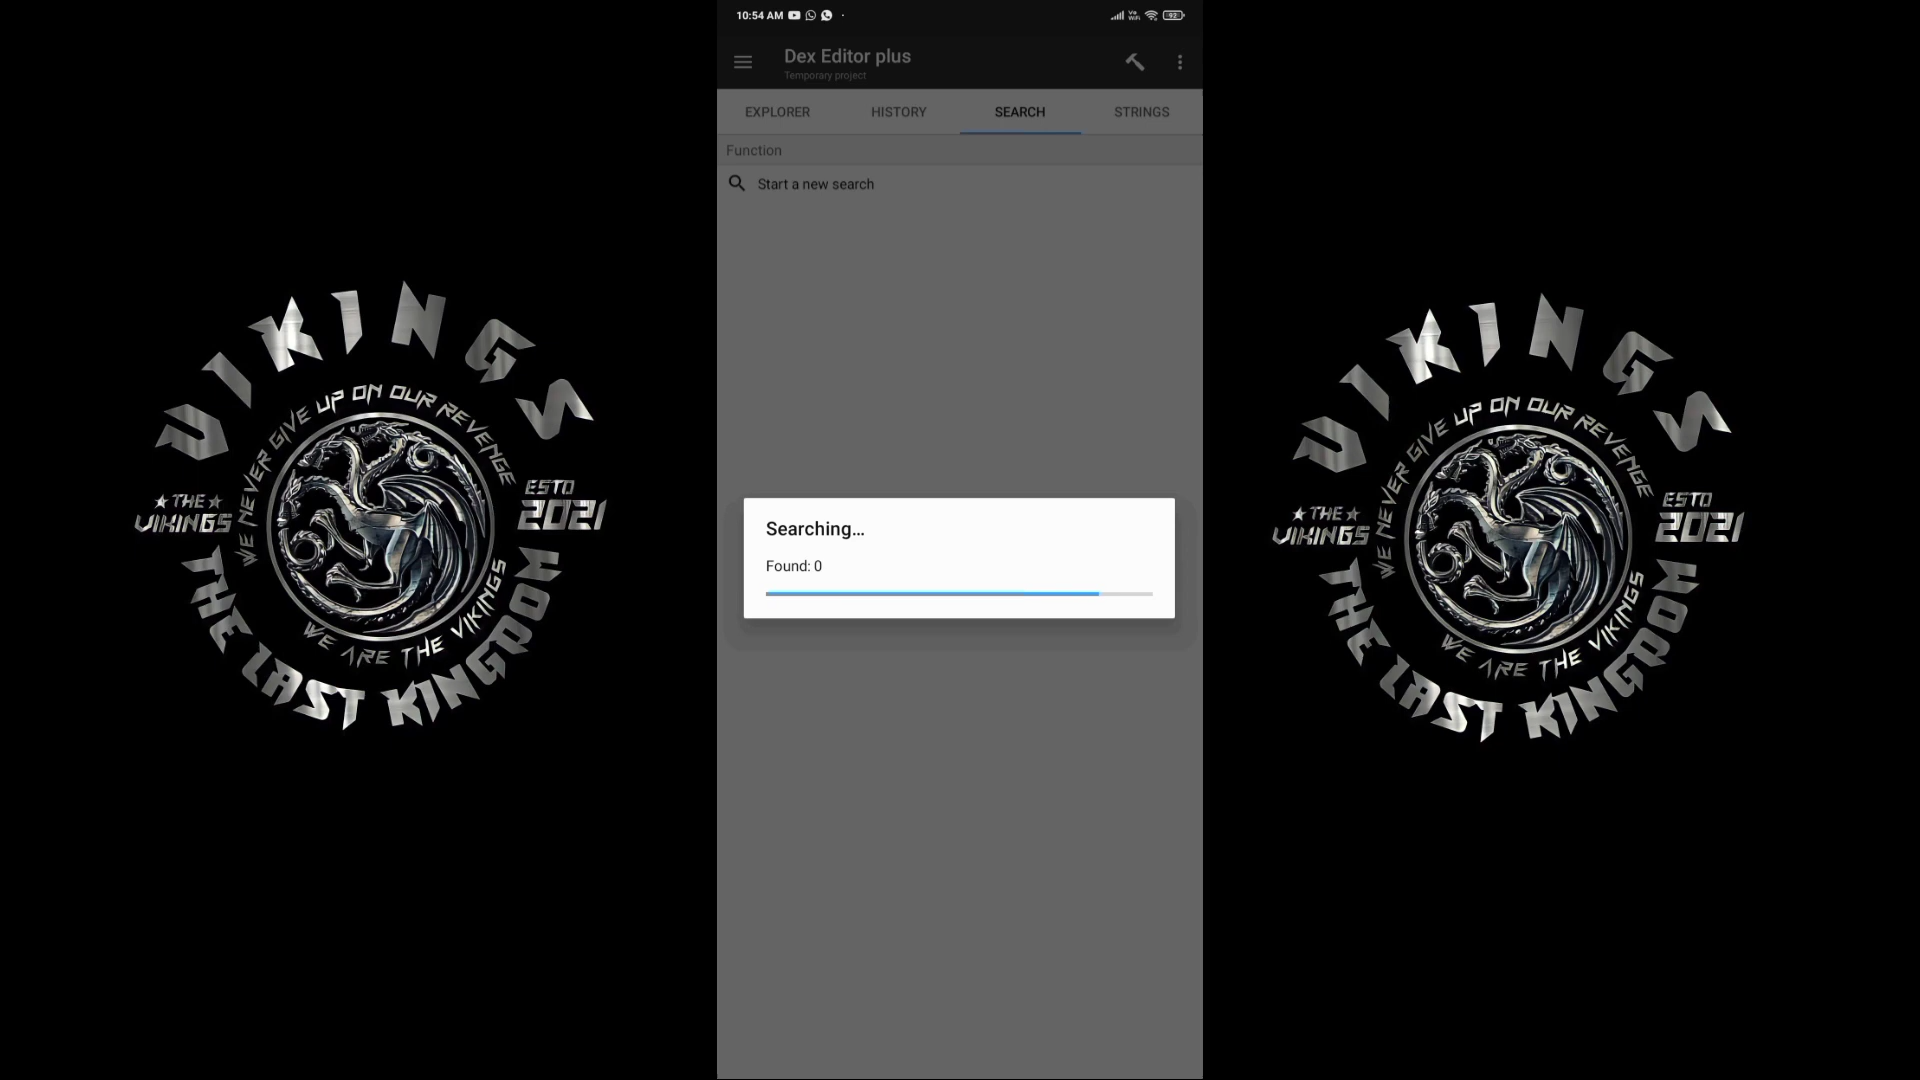 10:54 AM
Vo
WiFi
92
Dex Editor plus
Temporary project
EXPLORER
HISTORY
SEARCH
STRINGS
Function
Start a new search
Searching...
Found: 0
VIKINGS
WE NEVER GIVE UP ON OUR REVENGE
THE
VIKINGS
ESTD
2021
WE ARE THE VIKINGS
THE LAST KINGDOM
VIKINGS
WE NEVER GIVE UP ON OUR REVENGE
THE
VIKINGS
ESTD
2021
WE ARE THE VIKINGS
THE LAST KINGDOM